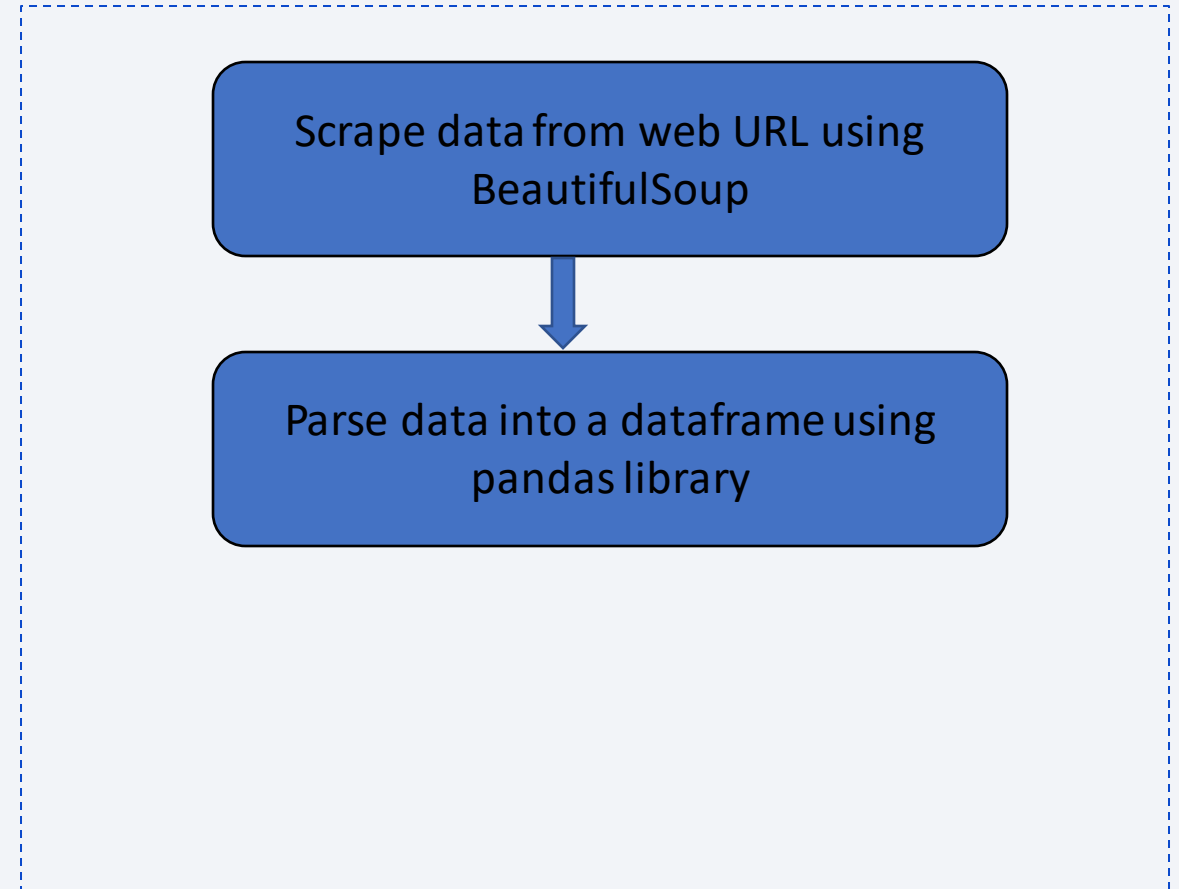 Scrape data from web URL using
BeautifulSoup
Parse data into a dataframe using
pandas library